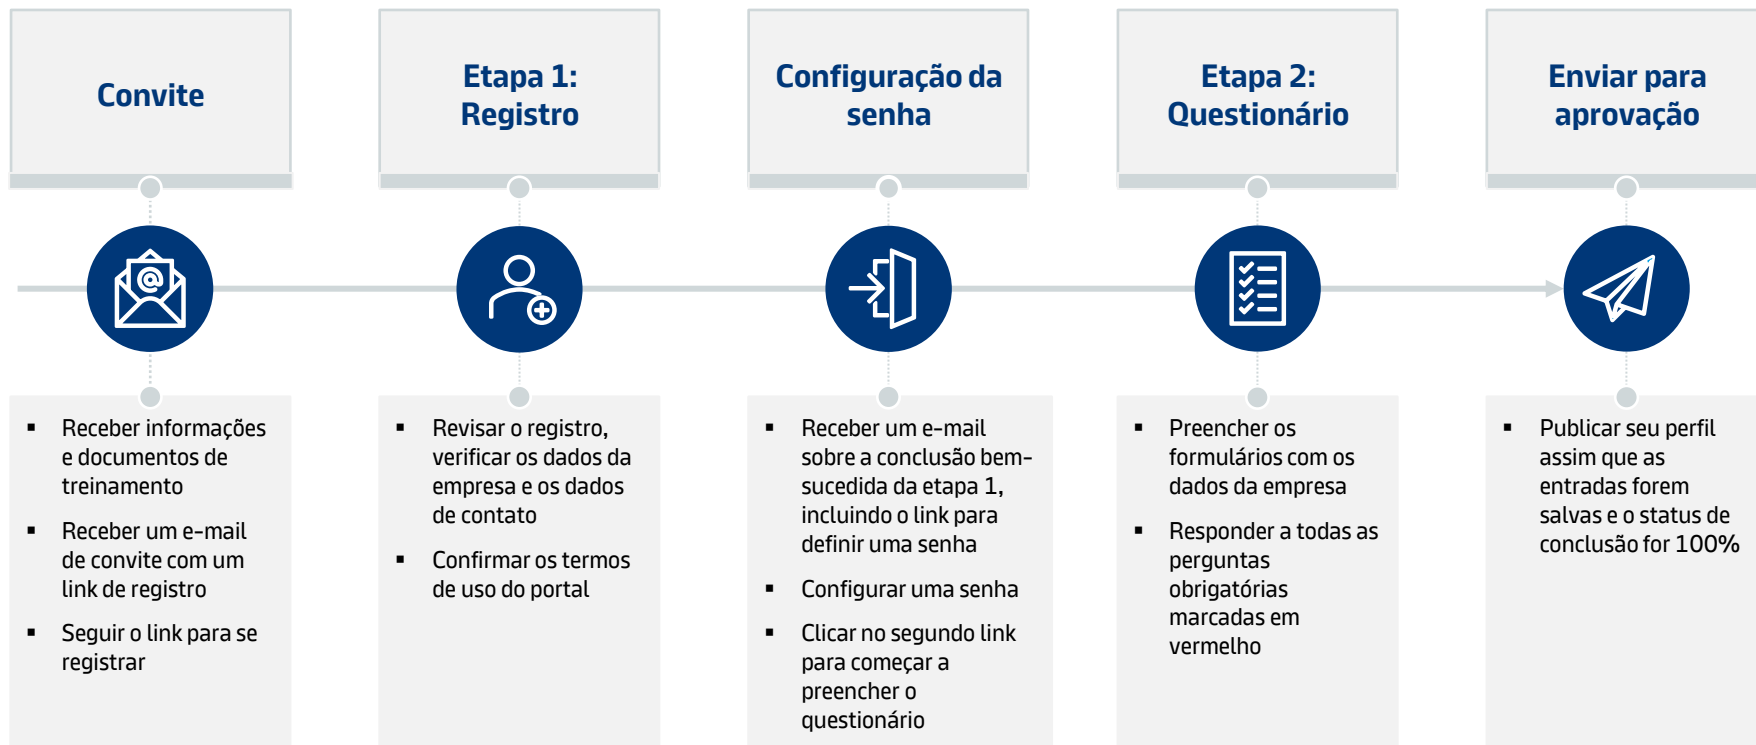 Convite
Etapa 1:
Registro
Configuração da
senha
Etapa 2:
Questionário
Enviar para
aprovação
▪ Receber informações
e documentos de
treinamento
▪ Receber um e-mail
de convite com um
link de registro
▪ Seguir o link para se
registrar
▪ Revisar o registro,
verificar os dados da
empresa e os dados
de contato
▪ Confirmar os termos
de uso do portal
▪ Receber um e-mail
sobre a conclusão bem-
sucedida da etapa 1,
incluindo o link para
definir uma senha
▪ Configurar uma senha
▪ Clicar no segundo link
para começar a
preencher o
questionário
▪ Preencher os
formulários com os
dados da empresa
▪ Responder a todas as
perguntas
obrigatórias
marcadas em
vermelho
▪ Publicar seu perfil
assim que as
entradas forem
salvas e o status de
conclusão for 100%